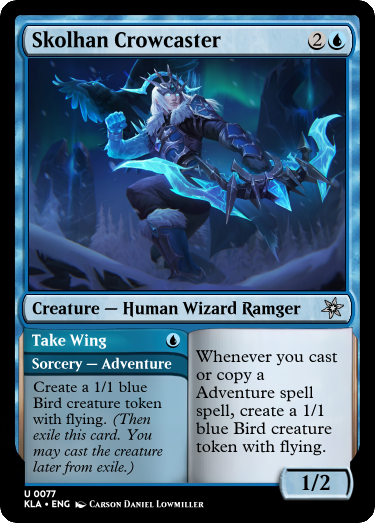 Skolhan Crowcaster 2
Creature — Human Wizard Ramger
Take Wing
Sorcery — Adventure
Create a 1/1 blue
Bird creature token
with flying. (Then
exile this card. You
may cast the creature
later from exile.)
Whenever you cast
or copy a
Adventure spell
spell, create a 1/1
blue Bird creature
token with flying.
1/2
U 0077
KLA • ENG Carson Daniel Lowmiller